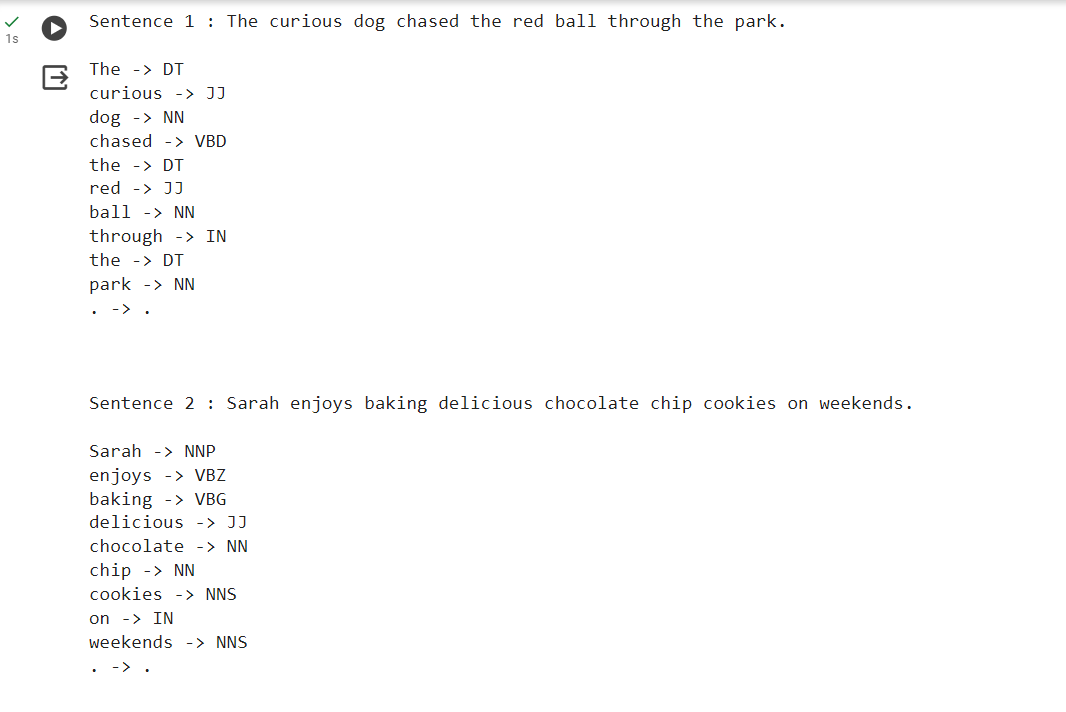 Sentence 1 : The curious dog chased the red ball through the park.
1s
The -> DT
curious -> JJ
dog -> NN
chased -> VBD
the -> DT
red -> JJ
ball -> NN
through -> IN
the -> DT
park -> NN
. -> .
Sentence 2 : Sarah enjoys baking delicious chocolate chip cookies on weekends.
Sarah -> NNP
enjoys -> VBZ
baking -> VBG
delicious -> JJ
chocolate -> NN
chip -> NN
cookies -> NNS
on -> IN
weekends -> NNS
. -> .